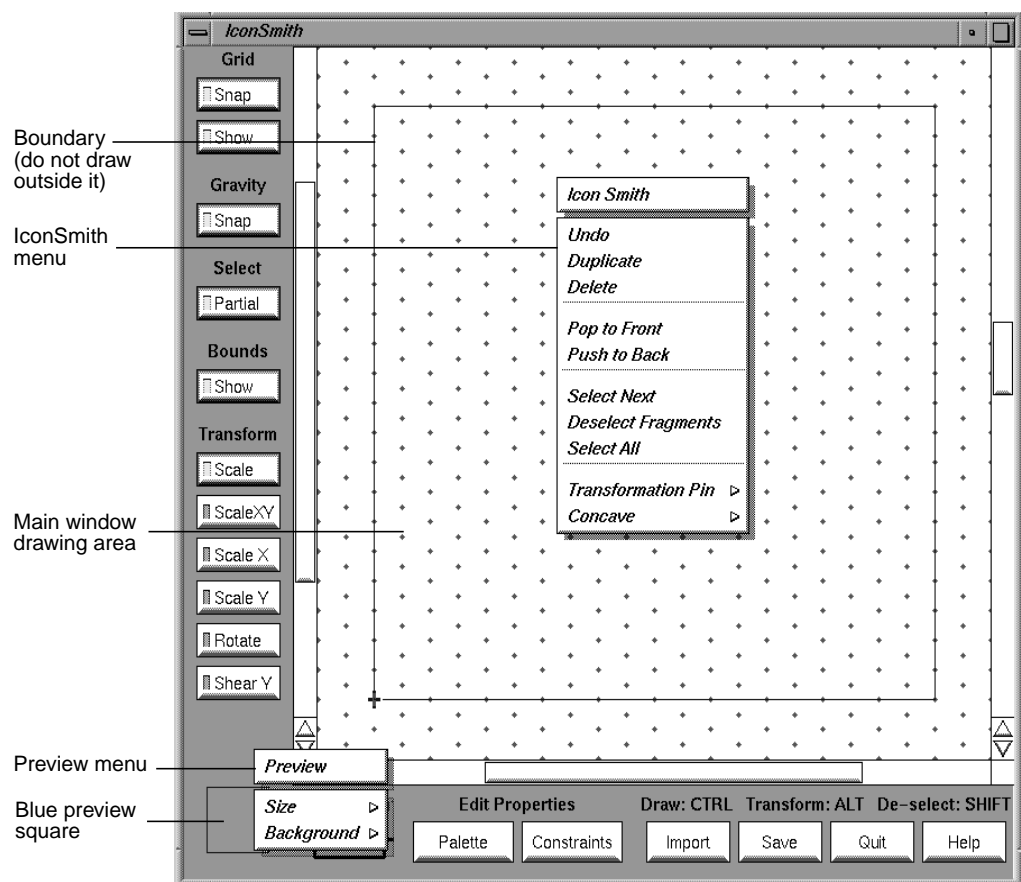 IconSmith
Grid
Snap
Show
Gravity
Snap
Select
Partial
Bounds
Show
Transform
Scale
ScaleXY
Scale X
Scale Y
Rotate
Shear Y
Boundary
(do not draw
outside it)
IconSmith
menu
Main window
drawing area
Preview menu
Blue preview
square
Icon Smith
Undo
Duplicate
Delete
Pop to Front
Push to Back
Select Next
Deselect Fragments
Select All
Transformation Pin
Concave
Preview
Size
Background
Edit Properties
Draw: CTRL Transform: ALT De-select: SHIFT
Palette
Constraints
Import
Save
Quit
Help